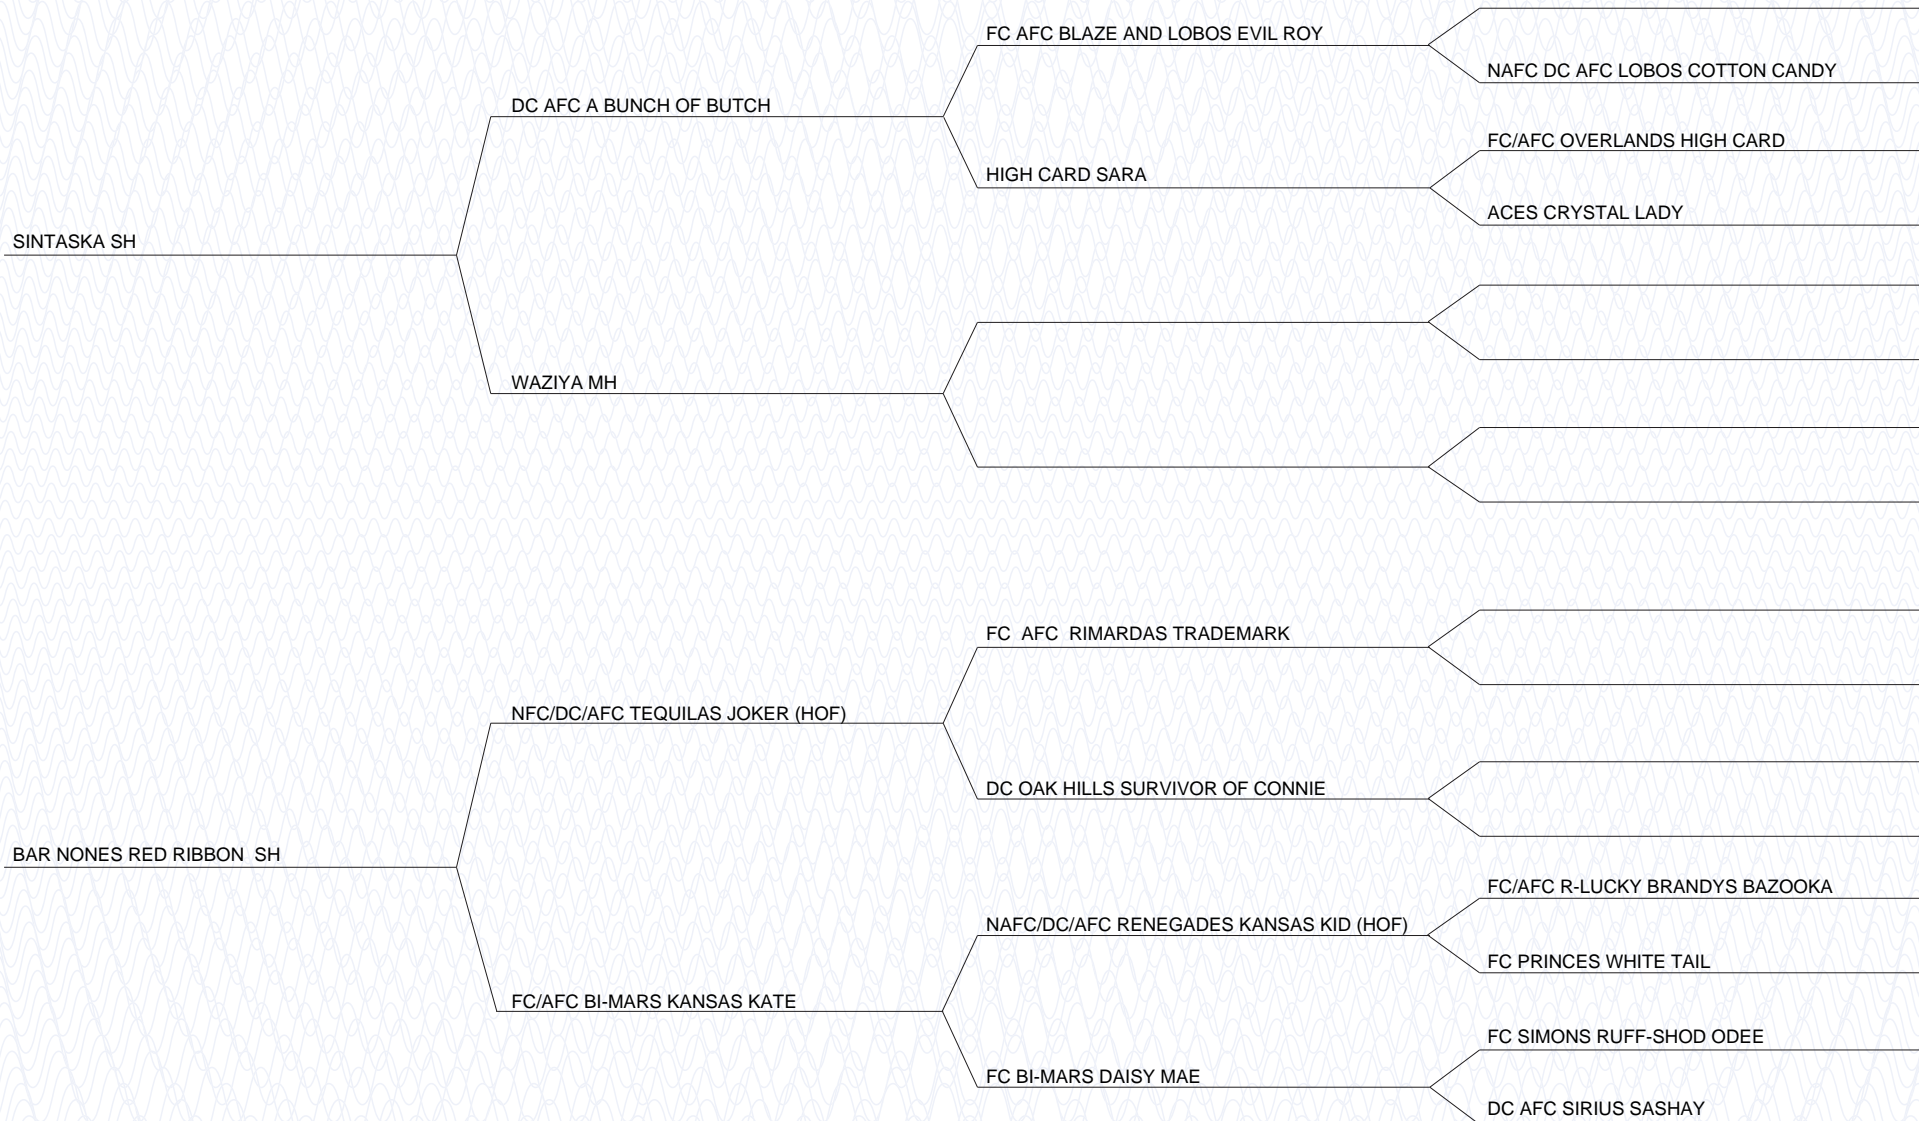 FC AFC BLAZE AND LOBOS EVIL ROY
NAFC DC AFC LOBOS COTTON CANDY
DC AFC A BUNCH OF BUTCH
FC/AFC OVERLANDS HIGH CARD
HIGH CARD SARA
ACES CRYSTAL LADY
SINTASKA SH
WAZIYA MH
FC  AFC  RIMARDAS TRADEMARK
NFC/DC/AFC TEQUILAS JOKER (HOF)
DC OAK HILLS SURVIVOR OF CONNIE
BAR NONES RED RIBBON  SH
FC/AFC R-LUCKY BRANDYS BAZOOKA
NAFC/DC/AFC RENEGADES KANSAS KID (HOF)
FC PRINCES WHITE TAIL
FC/AFC BI-MARS KANSAS KATE
FC SIMONS RUFF-SHOD ODEE
FC BI-MARS DAISY MAE
DC AFC SIRIUS SASHAY